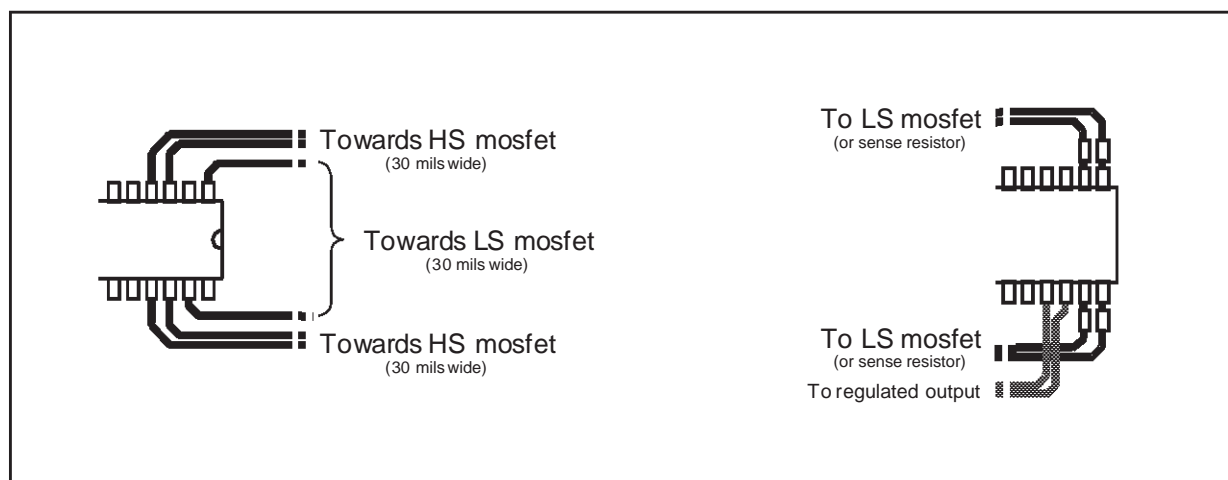 Towards HS mosfet
(30 mils wide)
Towards LS mosfet
(30 mils wide)
Towards HS mosfet
(30 mils wide)
To LS mosfet
(or sense resistor)
To LS mosfet
(or sense resistor)
To regulated output